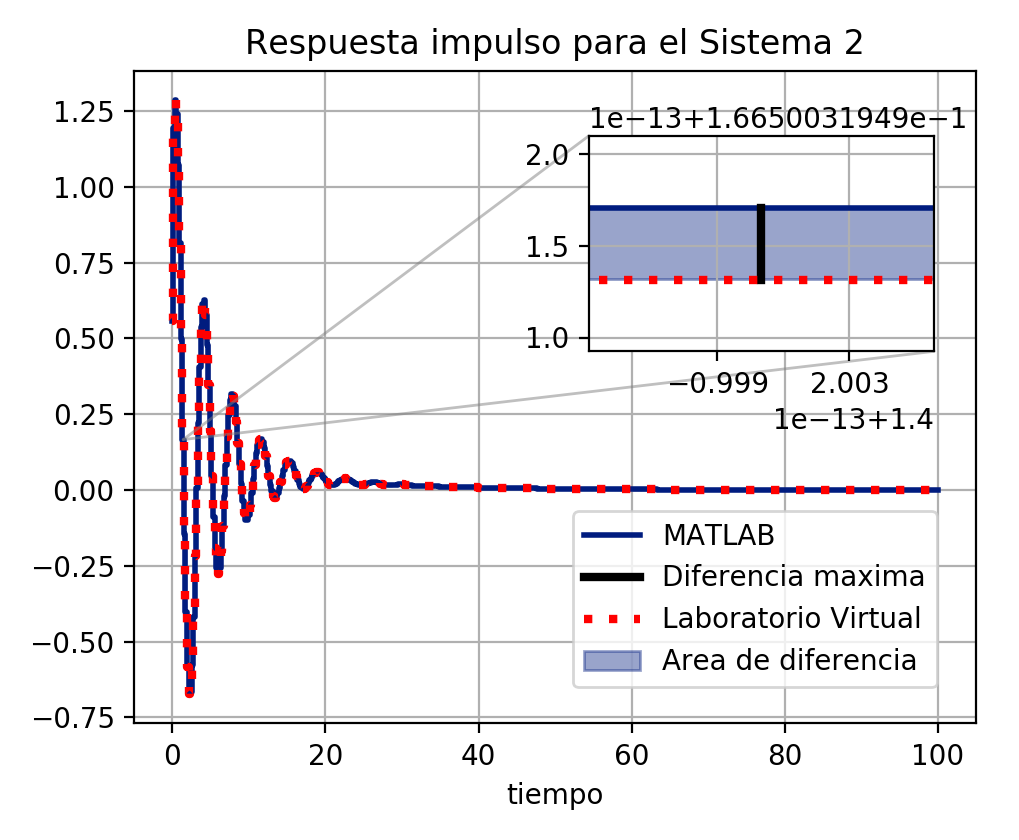 Respuesta impulso para el Sistema 2
1.25
1.00
0.75
0.50
0.25
0.00
−0.25
−0.50
−0.75
1e−13+1.6650031949e−1
2.0
1.5
1.0
−0.999 2.003
1e−13+1.4
MATLAB
Diferencia maxima
Laboratorio Virtual
Area de diferencia
0 20 40 60 80 100
tiempo